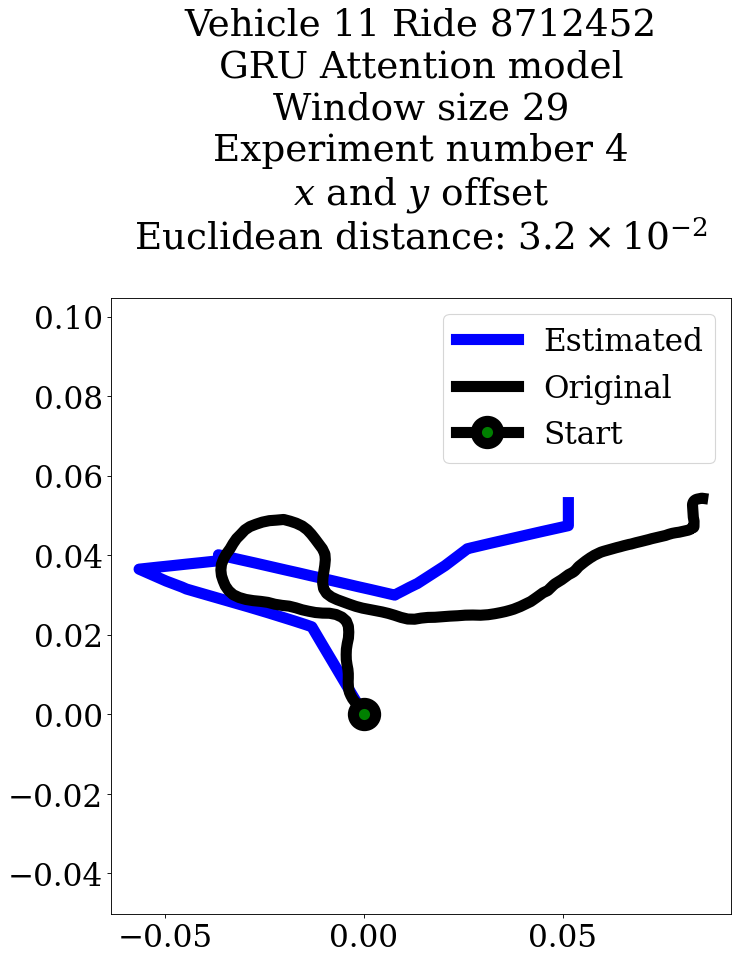 Vehicle 11 Ride 8712452
GRU Attention model
Window size 29
Experiment number 4
x and y offset
Euclidean distance: 3.2 × 10⁻²
0.10
0.08
0.06
0.04
0.02
0.00
−0.02
−0.04
Estimated
Original
Start
−0.05
0.00
0.05